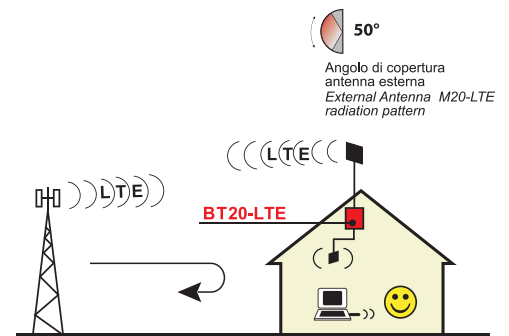 50°
Angolo di copertura
antenna esterna
External Antenna M20-LTE
radiation pattern
LTE
LTE
BT20-LTE